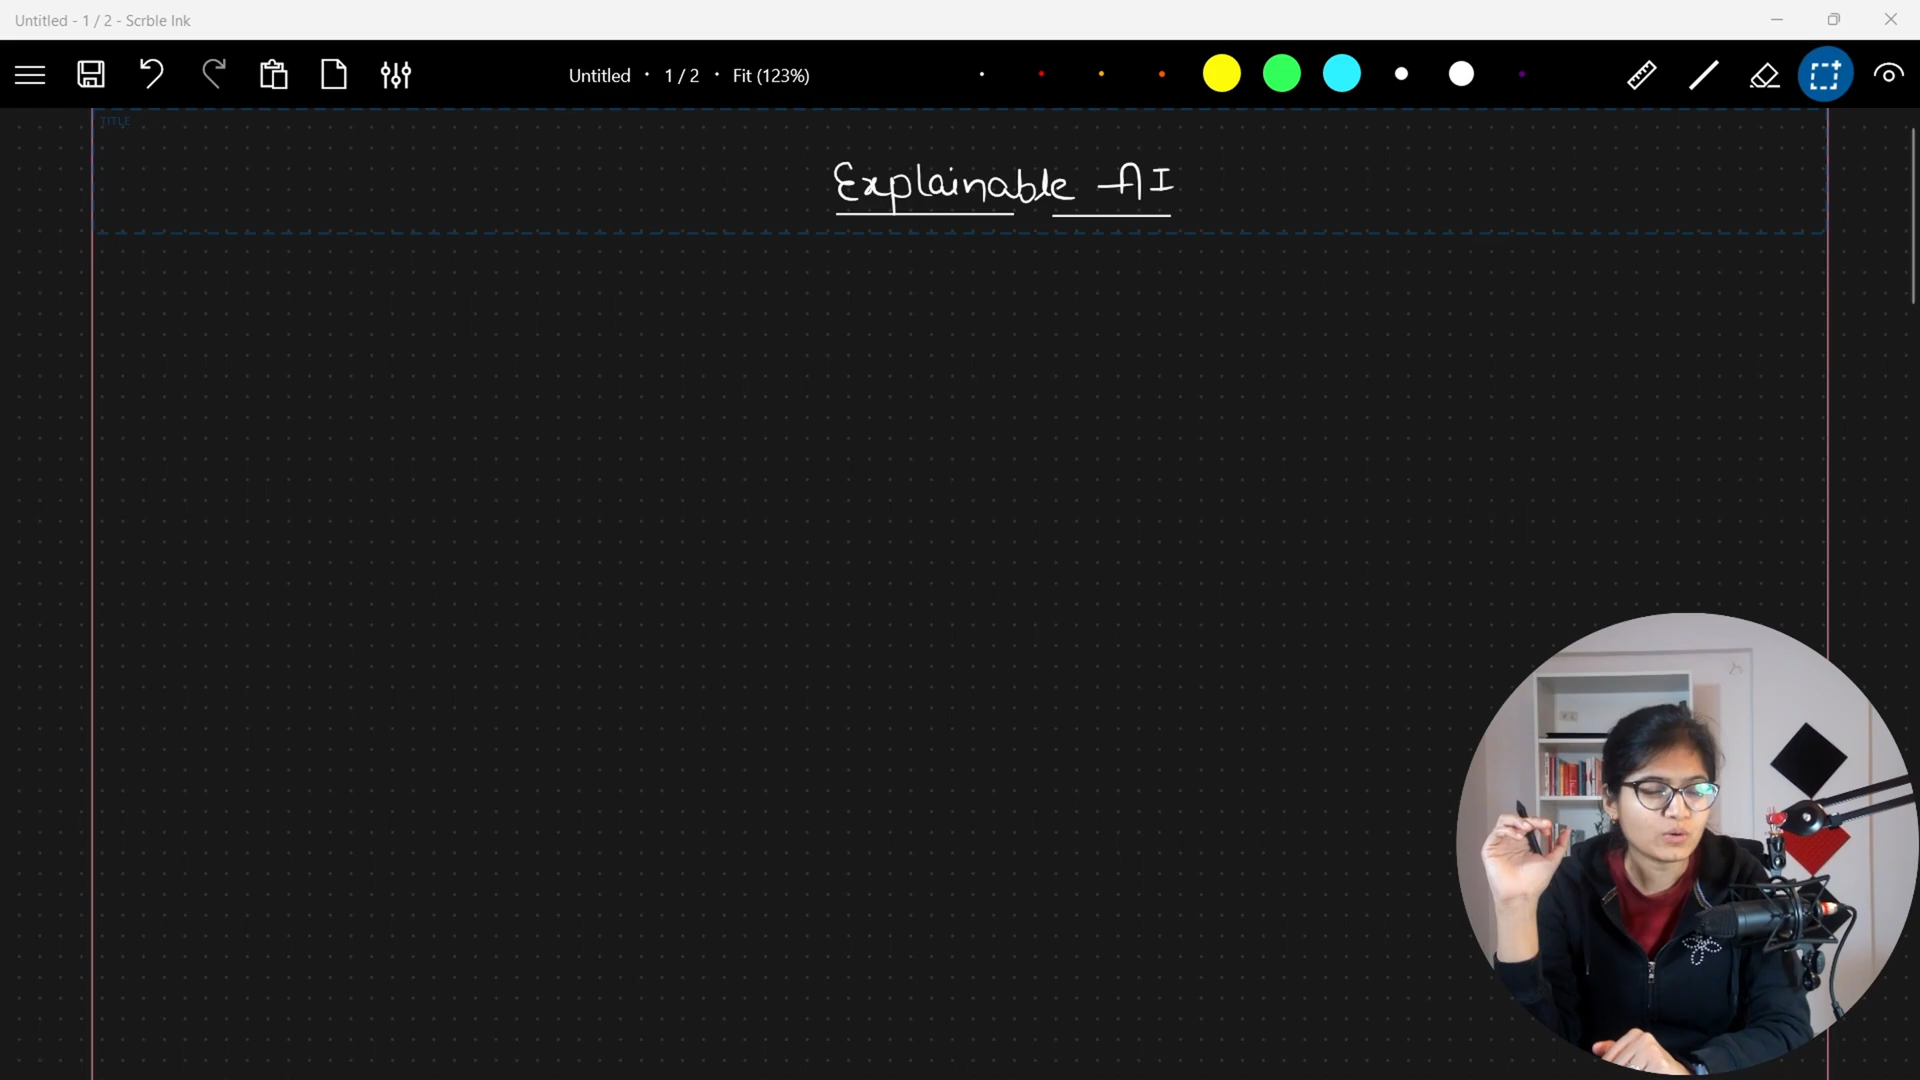 Untitled - 1 / 2 - Scrble Ink
Untitled • 1 / 2 • Fit (123%)
TITLE
Explainable AI